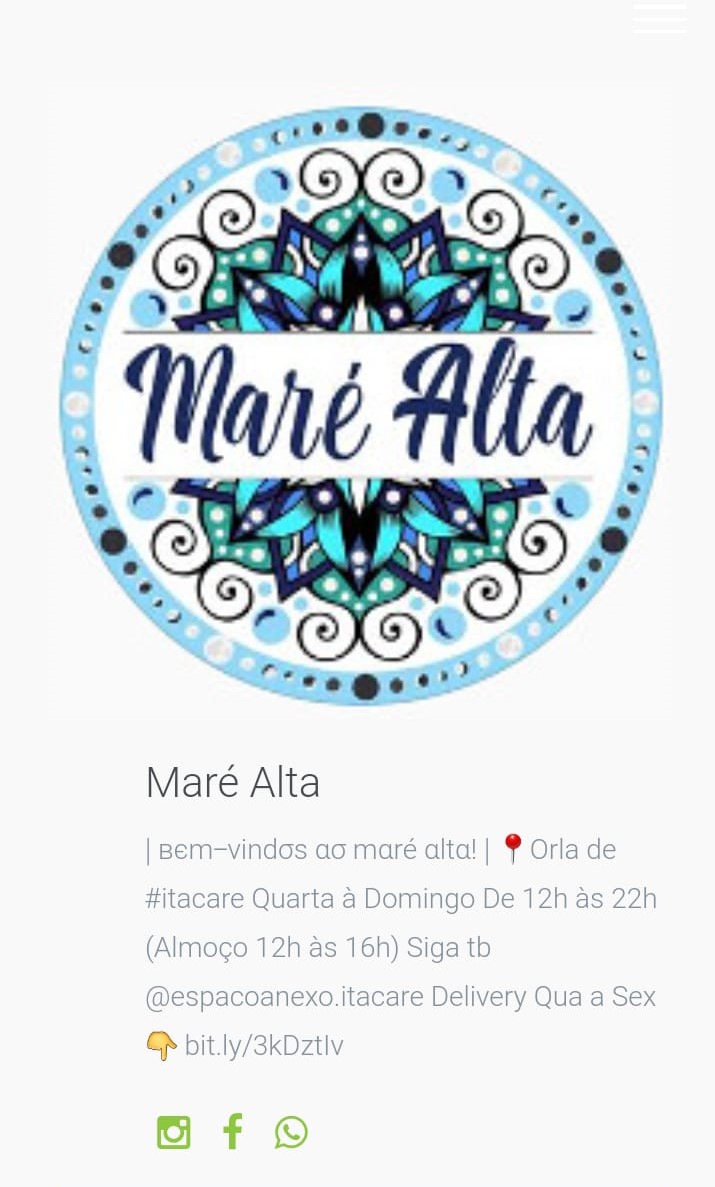 Maré Alta
Maré Alta
| вєm–vindσs ασ mαré αltα! | 📍Orla de
#itacare Quarta à Domingo De 12h às 22h
(Almoço 12h às 16h) Siga tb
@espacoanexo.itacare Delivery Qua a Sex
👇 bit.ly/3kDztIv